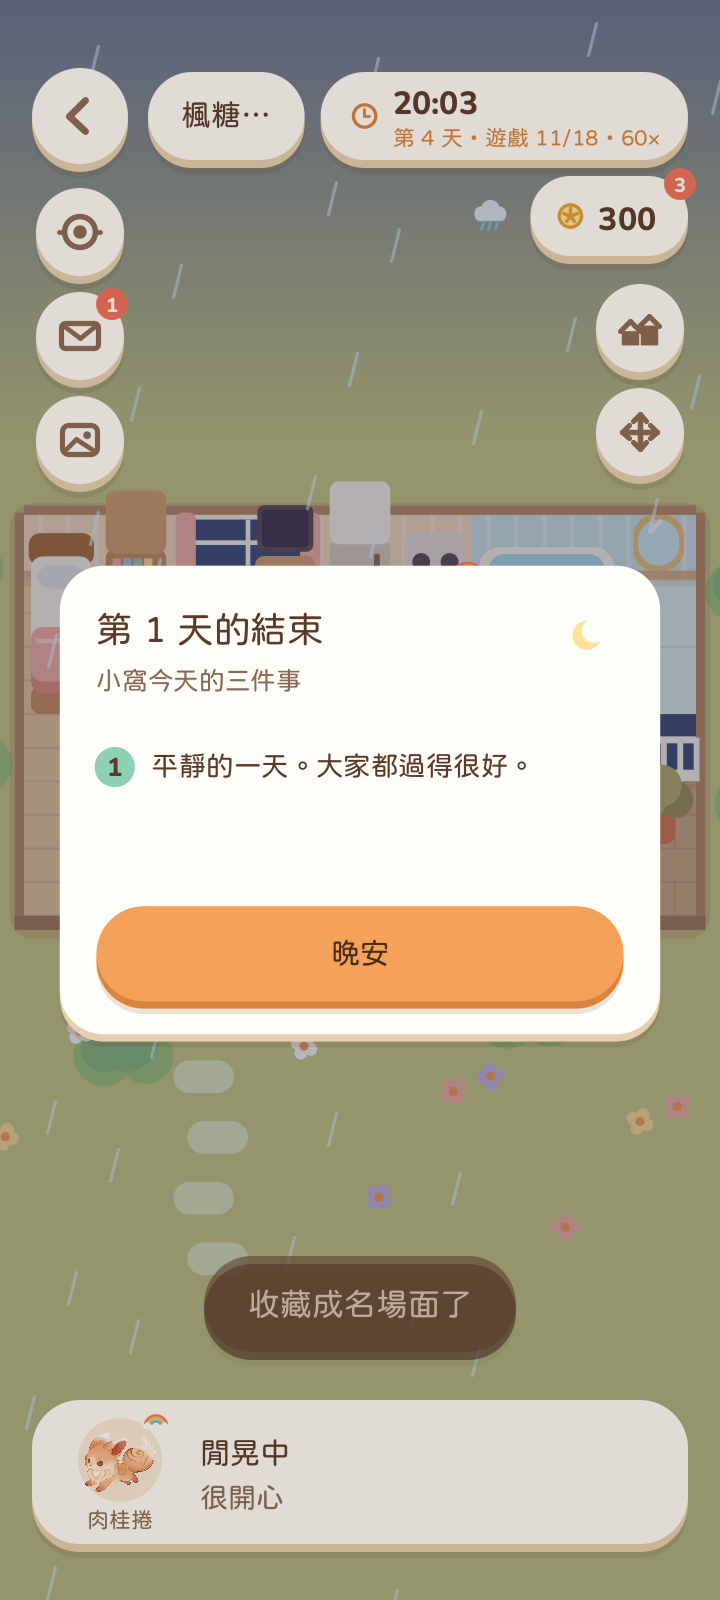 楓糖…
20:03
第 4 天・遊戲 11/18・60×
3
300
1
第 1 天的結束
小窩今天的三件事
1 平靜的一天。大家都過得很好。
晚安
收藏成名場面了
閒晃中
很開心
肉桂捲